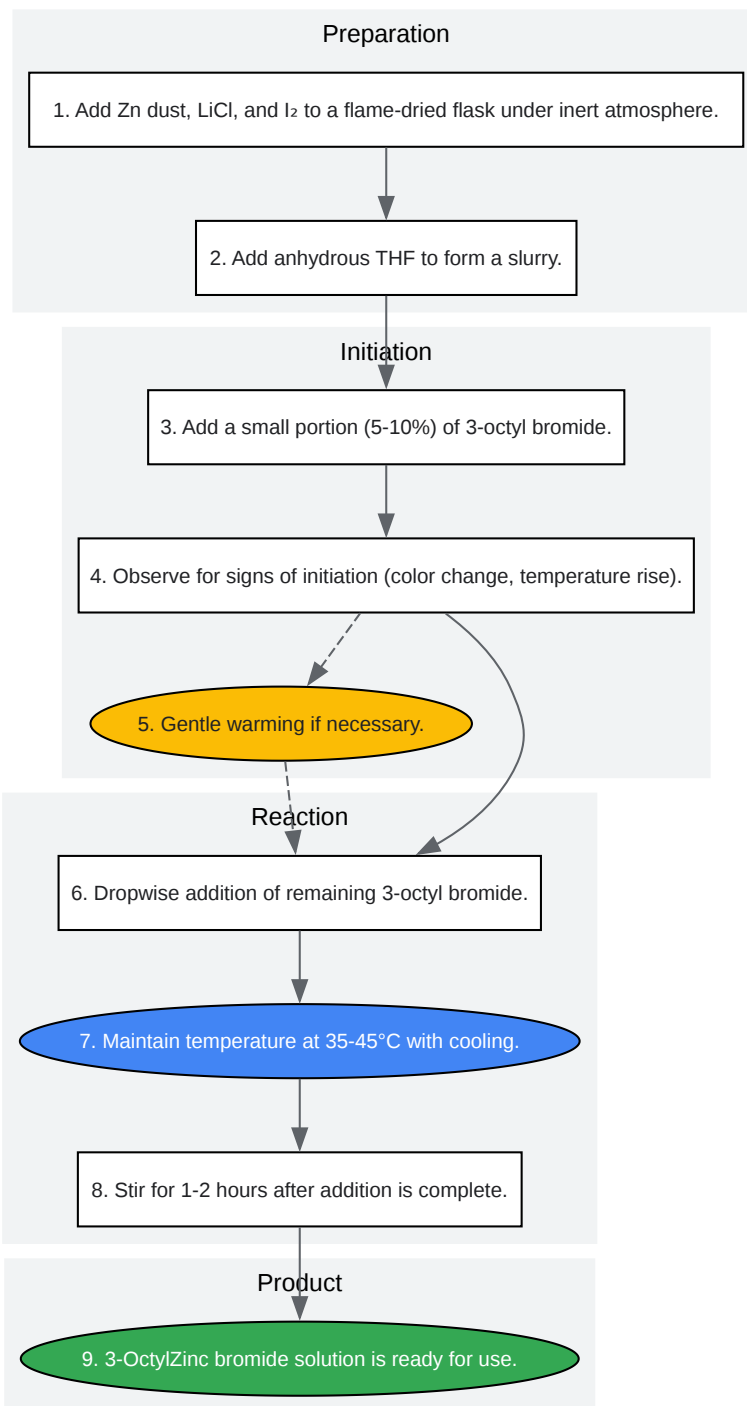 Preparation
1. Add Zn dust, LiCl, and I₂ to a flame-dried flask under inert atmosphere.
2. Add anhydrous THF to form a slurry.
Initiation
3. Add a small portion (5-10%) of 3-octyl bromide.
4. Observe for signs of initiation (color change, temperature rise).
5. Gentle warming if necessary.
Reaction
6. Dropwise addition of remaining 3-octyl bromide.
7. Maintain temperature at 35-45°C with cooling.
8. Stir for 1-2 hours after addition is complete.
Product
9. 3-OctylZinc bromide solution is ready for use.